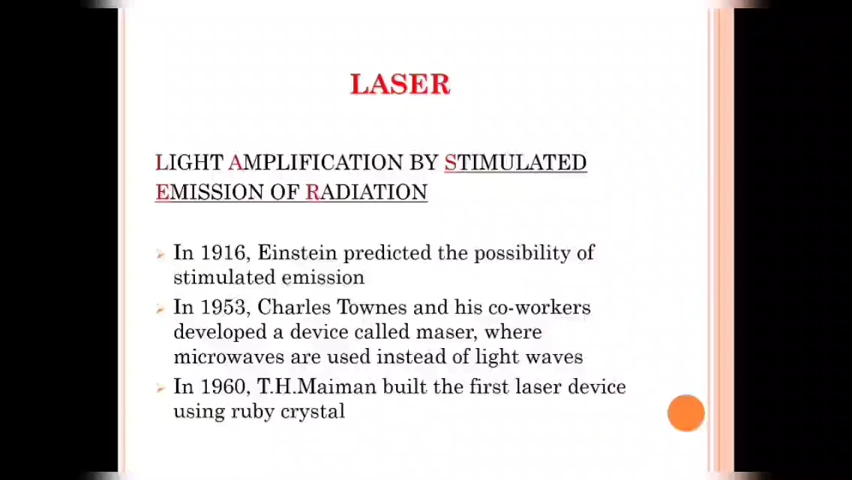 LASER
LIGHT AMPLIFICATION BY STIMULATED
EMISSION OF RADIATION
In 1916, Einstein predicted the possibility of
stimulated emission
In 1953, Charles Townes and his co-workers
developed a device called maser, where
microwaves are used instead of light waves
In 1960, T.H.Maiman built the first laser device
using ruby crystal